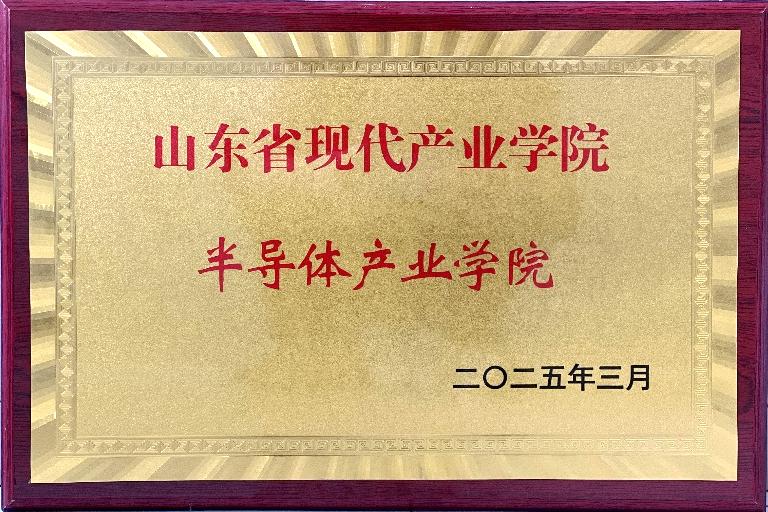 山东省现代产业学院
半导体产业学院
二〇二五年三月